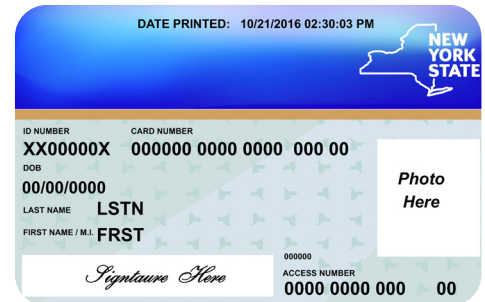 DATE PRINTED: 10/21/2016 02:30:03 PM
NEW
YORK
STATE
ID NUMBER CARD NUMBER
XX00000X 000000 0000 0000 000 00
DOB
00/00/0000
Photo
Here
LAST NAME LSTN
FIRST NAME / M.I. FRST
Signtaure Here
000000
ACCESS NUMBER
0000 0000 000 00